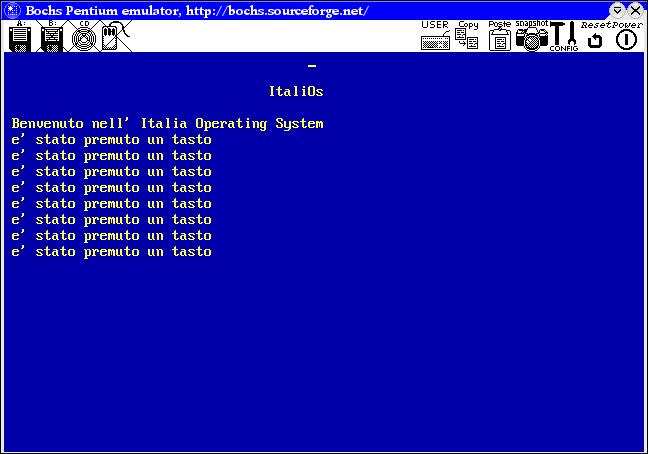 Bochs Pentium emulator, http://bochs.sourceforge.net/
A: B: CD USER Copy Paste snapshot CONFIG Reset Power
ItaliOs
Benvenuto nell' Italia Operating System
e' stato premuto un tasto
e' stato premuto un tasto
e' stato premuto un tasto
e' stato premuto un tasto
e' stato premuto un tasto
e' stato premuto un tasto
e' stato premuto un tasto
e' stato premuto un tasto